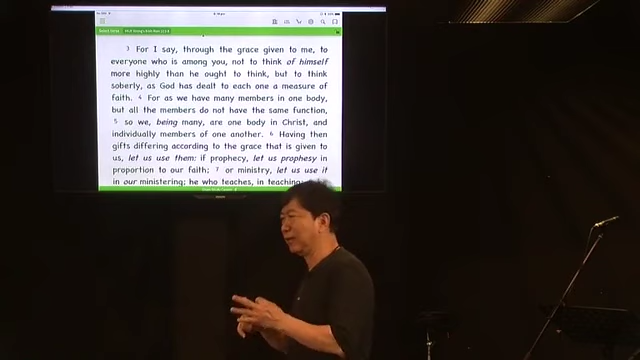 3 For I say, through the grace given to me, to
everyone who is among you, not to think of himself
more highly than he ought to think, but to think
soberly, as God has dealt to each one a measure of
faith. 4 For as we have many members in one body,
but all the members do not have the same function,
5 so we, being many, are one body in Christ, and
individually members of one another. 6 Having then
gifts differing according to the grace that is given to
us, let us use them: if prophecy, let us prophesy in
proportion to our faith; 7 or ministry, let us use it
in our ministering; he who teaches, in teaching;